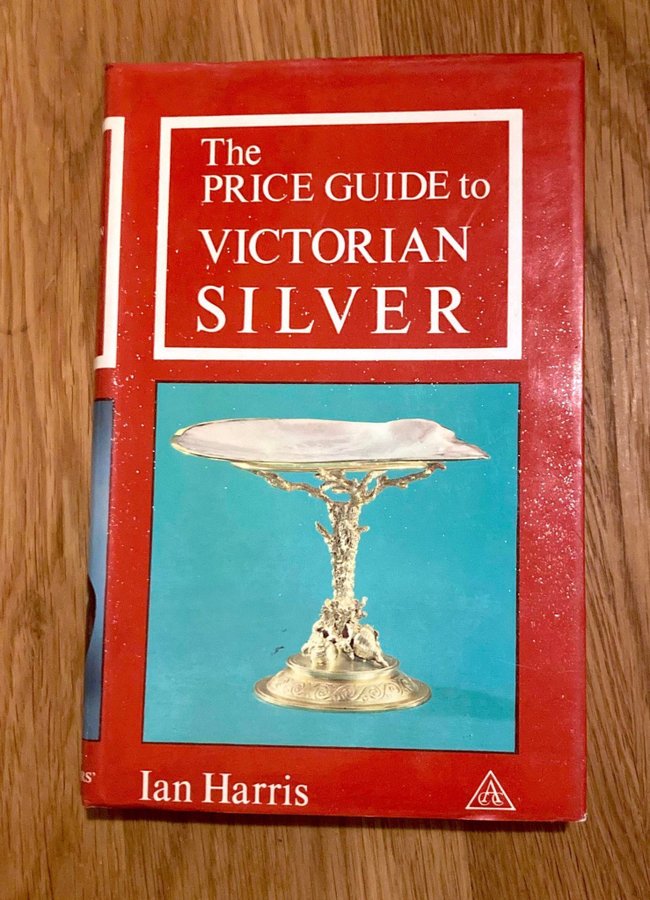 The
PRICE GUIDE to
VICTORIAN
SILVER
Ian Harris